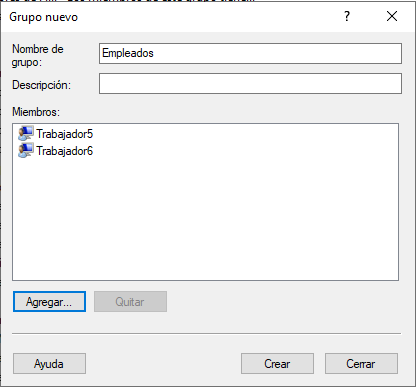 Grupo nuevo
Nombre de
grupo:
Empleados
Descripción:
Miembros:
Trabajador5
Trabajador6
Agregar...
Quitar
Ayuda
Crear
Cerrar